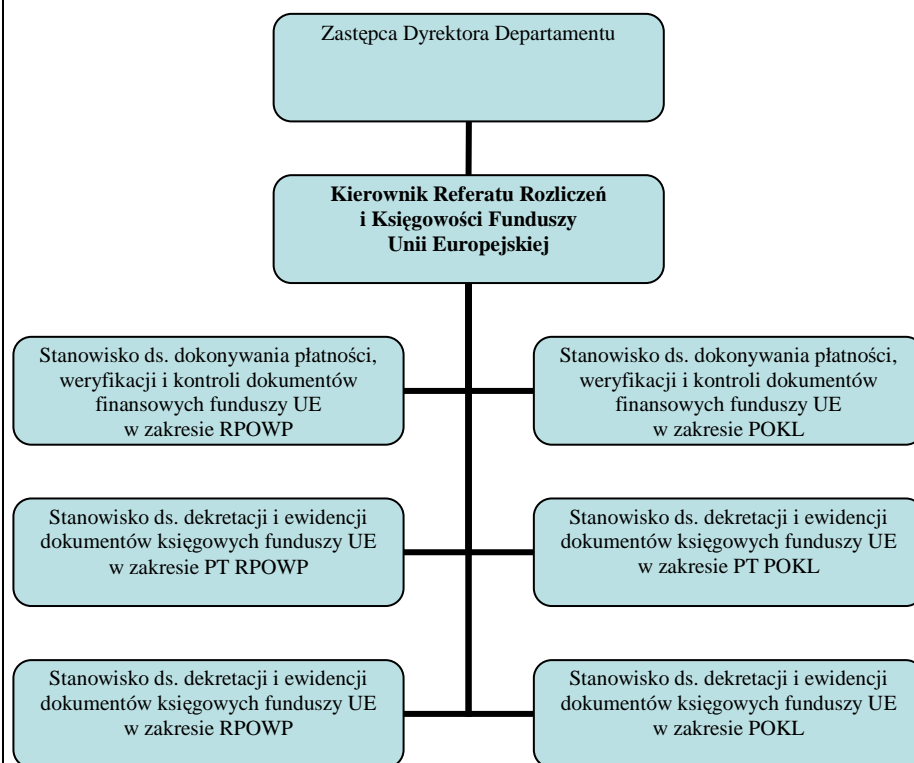 Zastępca Dyrektora Departamentu
Kierownik Referatu Rozliczeń
i Księgowości Funduszy
Unii Europejskiej
Stanowisko ds. dokonywania płatności,
weryfikacji i kontroli dokumentów
finansowych funduszy UE
w zakresie RPOWP
Stanowisko ds. dokonywania płatności,
weryfikacji i kontroli dokumentów
finansowych funduszy UE
w zakresie POKL
Stanowisko ds. dekretacji i ewidencji
dokumentów księgowych funduszy UE
w zakresie PT RPOWP
Stanowisko ds. dekretacji i ewidencji
dokumentów księgowych funduszy UE
w zakresie PT POKL
Stanowisko ds. dekretacji i ewidencji
dokumentów księgowych funduszy UE
w zakresie RPOWP
Stanowisko ds. dekretacji i ewidencji
dokumentów księgowych funduszy UE
w zakresie POKL